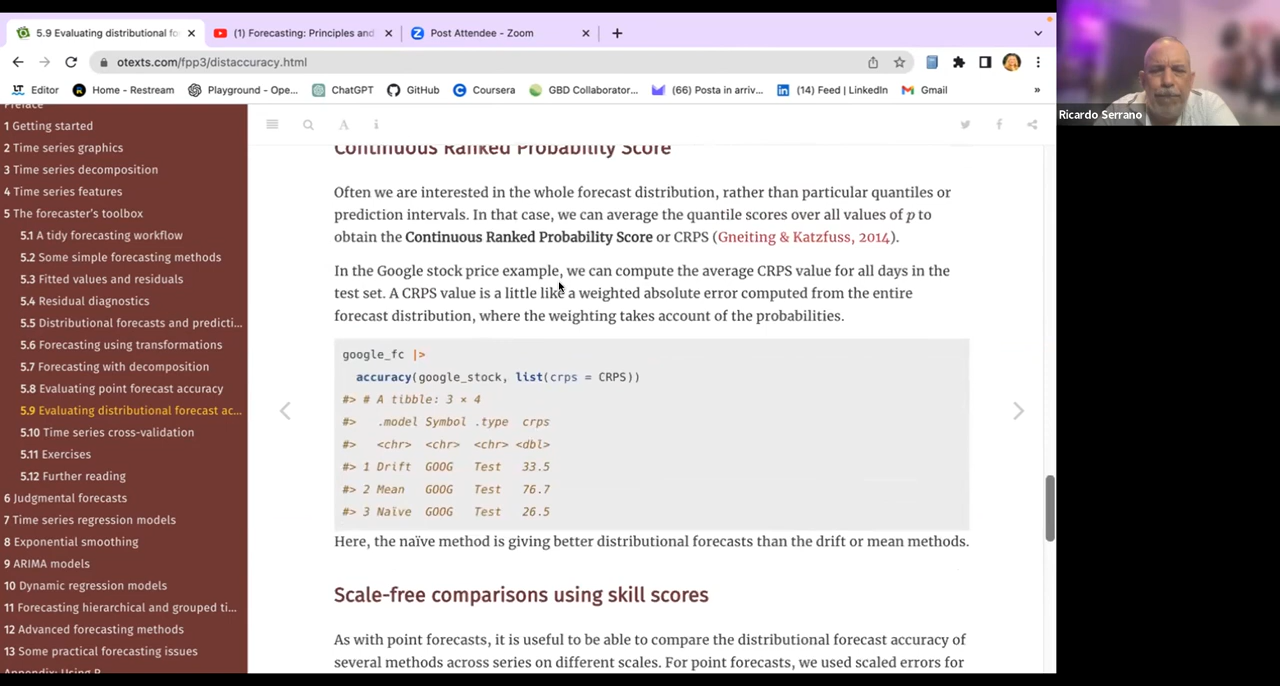 5.9 Evaluating distributional fo
(1) Forecasting: Principles and
Post Attendee - Zoom
otexts.com/fpp3/distaccuracy.html
Editor
Home - Restream
Playground - Ope...
ChatGPT
GitHub
Coursera
GBD Collaborator...
(66) Posta in arriv...
(14) Feed | LinkedIn
Gmail
»
Ricardo Serrano
Preface
1 Getting started
2 Time series graphics
3 Time series decomposition
4 Time series features
5 The forecaster's toolbox
5.1 A tidy forecasting workflow
5.2 Some simple forecasting methods
5.3 Fitted values and residuals
5.4 Residual diagnostics
5.5 Distributional forecasts and predicti...
5.6 Forecasting using transformations
5.7 Forecasting with decomposition
5.8 Evaluating point forecast accuracy
5.9 Evaluating distributional forecast ac...
5.10 Time series cross-validation
5.11 Exercises
5.12 Further reading
6 Judgmental forecasts
7 Time series regression models
8 Exponential smoothing
9 ARIMA models
10 Dynamic regression models
11 Forecasting hierarchical and grouped ti...
12 Advanced forecasting methods
13 Some practical forecasting issues
Appendix: Using R
Continuous Ranked Probability Score
Often we are interested in the whole forecast distribution, rather than particular quantiles or
prediction intervals. In that case, we can average the quantile scores over all values of p to
obtain the Continuous Ranked Probability Score or CRPS (Gneiting & Katzfuss, 2014).
In the Google stock price example, we can compute the average CRPS value for all days in the
test set. A CRPS value is a little like a weighted absolute error computed from the entire
forecast distribution, where the weighting takes account of the probabilities.
google_fc |>
accuracy(google_stock, list(crps = CRPS))
#> # A tibble: 3 × 4
#> .model Symbol .type crps
#> <chr> <chr> <chr> <dbl>
#> 1 Drift GOOG Test 33.5
#> 2 Mean GOOG Test 76.7
#> 3 Naïve GOOG Test 26.5
Here, the naïve method is giving better distributional forecasts than the drift or mean methods.
Scale-free comparisons using skill scores
As with point forecasts, it is useful to be able to compare the distributional forecast accuracy of
several methods across series on different scales. For point forecasts, we used scaled errors for